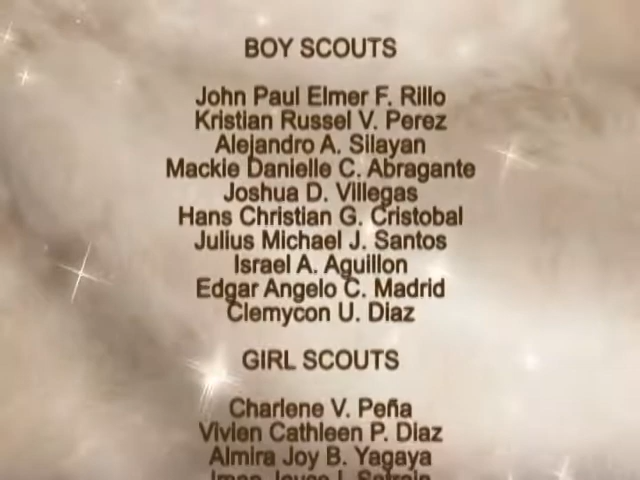 BOY SCOUTS
John Paul Elmer F. Rillo
Kristian Russel V. Perez
Alejandro A. Silayan
Mackie Danielle C. Abragante
Joshua D. Villegas
Hans Christian G. Cristobal
Julius Michael J. Santos
Israel A. Aguillon
Edgar Angelo C. Madrid
Clemycon U. Diaz
GIRL SCOUTS
Charlene V. Peña
Vivien Cathleen P. Diaz
Almira Joy B. Yagaya